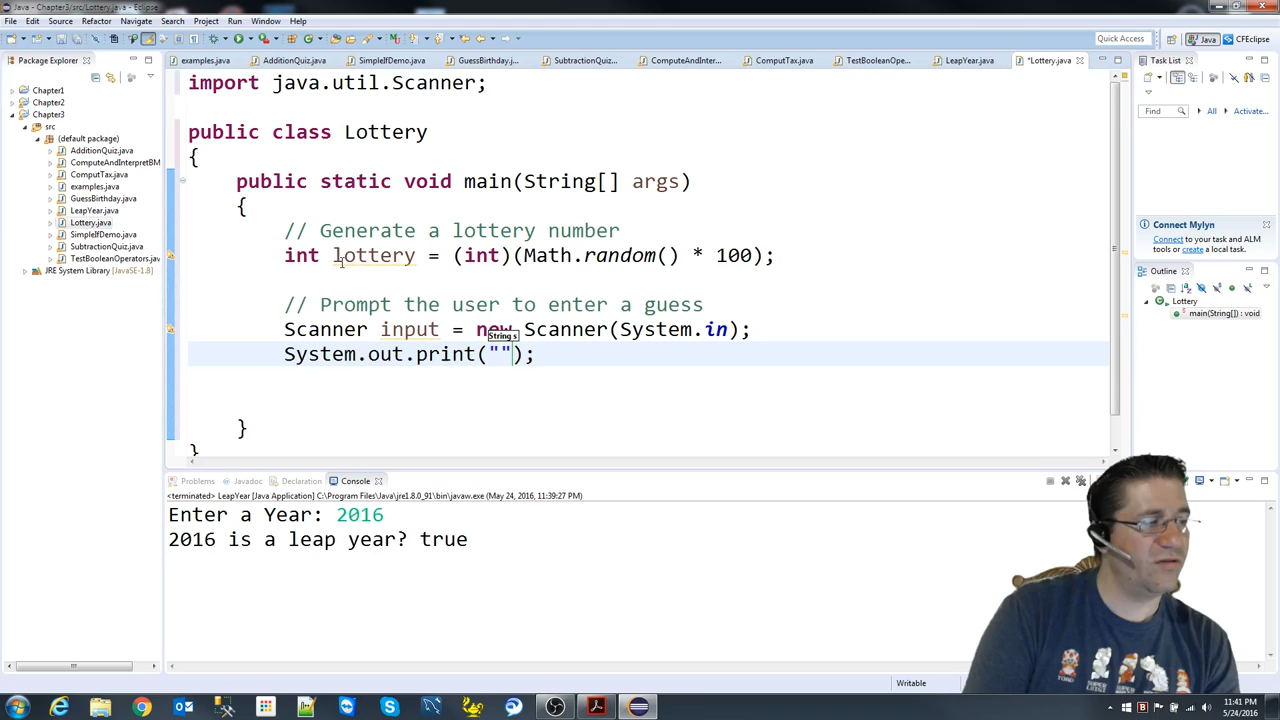 Java - Chapter3/src/Lottery.java - Eclipse
File Edit Source Refactor Navigate Search Project Run Window Help
Quick Access
Java
CFEclipse
Package Explorer
examples.java
AdditionQuiz.java
SimpleIfDemo.java
GuessBirthday.j...
SubtractionQuiz...
ComputeAndInter...
ComputTax.java
TestBooleanOpe...
LeapYear.java
*Lottery.java
Task List
Chapter1
Chapter2
Chapter3
src
(default package)
AdditionQuiz.java
ComputeAndInterpretBM
ComputTax.java
examples.java
GuessBirthday.java
LeapYear.java
Lottery.java
SimpleIfDemo.java
SubtractionQuiz.java
TestBooleanOperators.java
JRE System Library [JavaSE-1.8]
import java.util.Scanner;
public class Lottery
{
public static void main(String[] args)
{
// Generate a lottery number
int lottery = (int)(Math.random() * 100);
// Prompt the user to enter a guess
Scanner input = new Scanner(System.in);
String s
System.out.print("");
}
}
Find
All
Activate...
Connect Mylyn
Connect to your task and ALM
tools or create a local task.
Outline
Lottery
main(String[]) : void
Problems
Javadoc
Declaration
Console
<terminated> LeapYear [Java Application] C:\Program Files\Java\jre1.8.0_91\bin\javaw.exe (May 24, 2016, 11:39:27 PM)
Enter a Year: 2016
2016 is a leap year? true
Writable
11:41 PM
5/24/2016